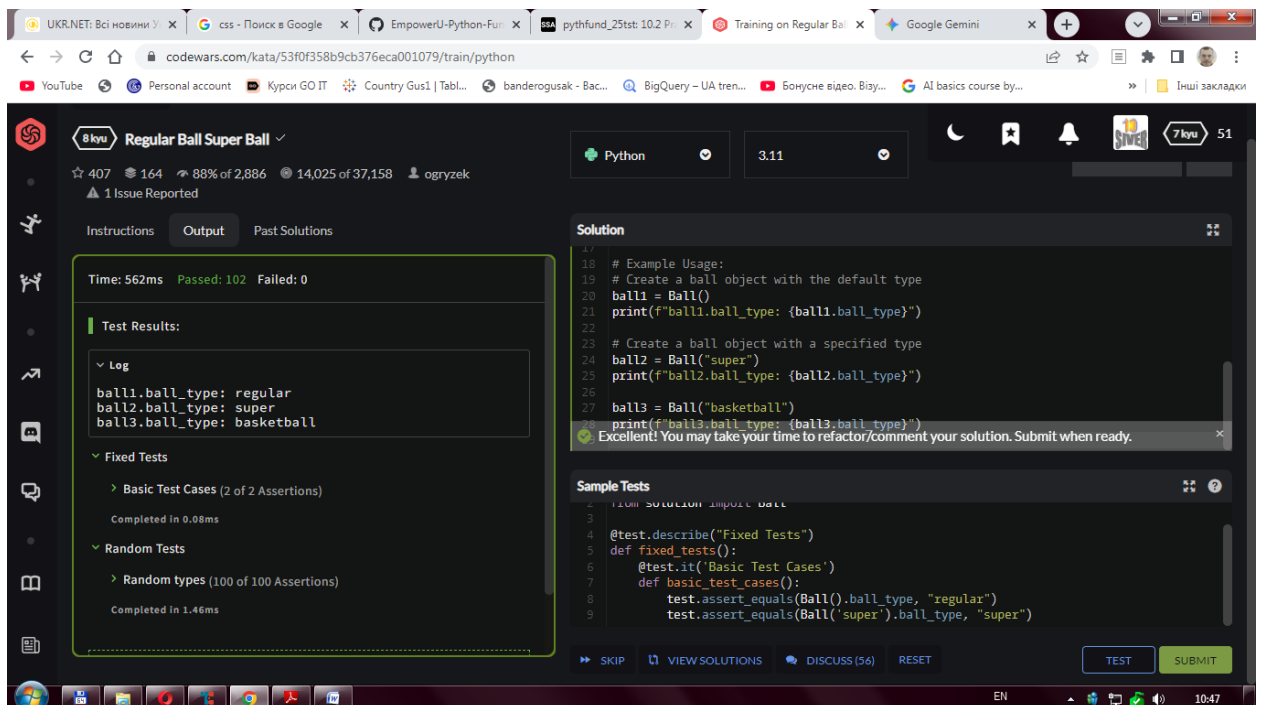 UKR.NET: Всі новини У
css - Поиск в Google
EmpowerU-Python-Fun
pythfund_25tst: 10.2 Pr
Training on Regular Bal
Google Gemini
codewars.com/kata/53f0f358b9cb376eca001079/train/python
YouTube
Personal account
Курси GO IT
Country Gus1 | Tabl...
banderogusak - Bac...
BigQuery – UA tren...
Бонусне відео. Візу...
AI basics course by...
»
Інші закладки
8 kyu
Regular Ball Super Ball
407
164
88% of 2,886
14,025 of 37,158
ogryzek
1 Issue Reported
Python
3.11
SIVER
7 kyu
51
Instructions
Output
Past Solutions
Time: 562ms Passed: 102 Failed: 0
Test Results:
Log
ball1.ball_type: regular
ball2.ball_type: super
ball3.ball_type: basketball
Fixed Tests
Basic Test Cases (2 of 2 Assertions)
Completed in 0.08ms
Random Tests
Random types (100 of 100 Assertions)
Completed in 1.46ms
Solution
17
18 # Example Usage:
19 # Create a ball object with the default type
20 ball1 = Ball()
21 print(f"ball1.ball_type: {ball1.ball_type}")
22
23 # Create a ball object with a specified type
24 ball2 = Ball("super")
25 print(f"ball2.ball_type: {ball2.ball_type}")
26
27 ball3 = Ball("basketball")
28 print(f"ball3.ball_type: {ball3.ball_type}")
Excellent! You may take your time to refactor/comment your solution. Submit when ready.
Sample Tests
2 from solution import Ball
3
4 @test.describe("Fixed Tests")
5 def fixed_tests():
6 @test.it('Basic Test Cases')
7 def basic_test_cases():
8 test.assert_equals(Ball().ball_type, "regular")
9 test.assert_equals(Ball('super').ball_type, "super")
SKIP
VIEW SOLUTIONS
DISCUSS (56)
RESET
TEST
SUBMIT
EN
10:47